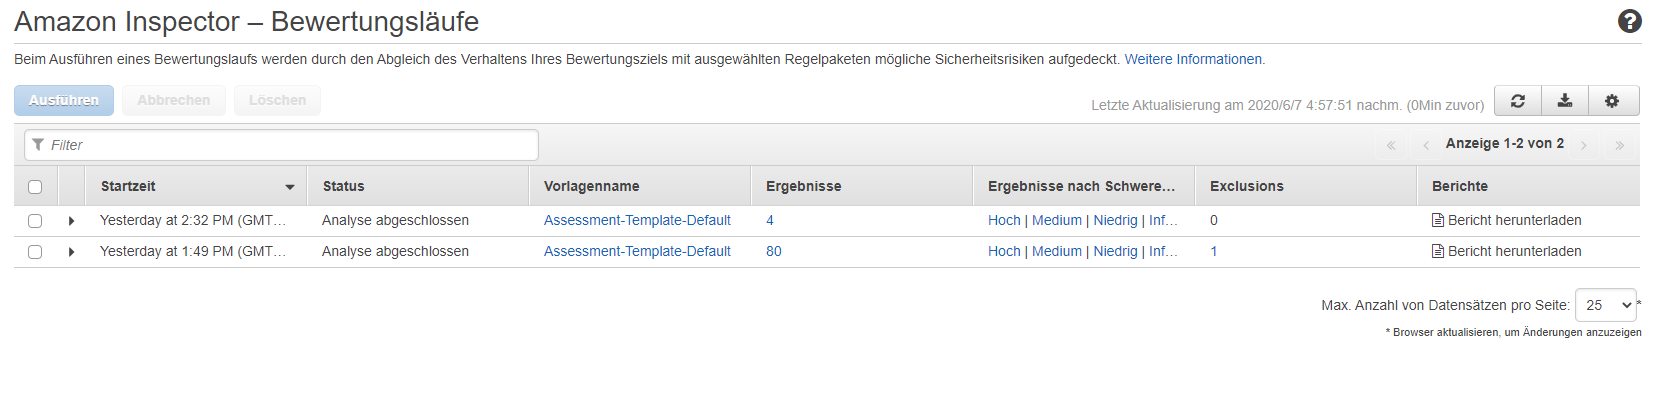 Amazon Inspector – Bewertungsläufe
Beim Ausführen eines Bewertungslaufs werden durch den Abgleich des Verhaltens Ihres Bewertungsziels mit ausgewählten Regelpaketen mögliche Sicherheitsrisiken aufgedeckt. Weitere Informationen.
Ausführen Abbrechen Löschen Letzte Aktualisierung am 2020/6/7 4:57:51 nachm. (0Min zuvor)
Filter « ‹ Anzeige 1-2 von 2 › »
Startzeit Status Vorlagenname Ergebnisse Ergebnisse nach Schwere... Exclusions Berichte
Yesterday at 2:32 PM (GMT... Analyse abgeschlossen Assessment-Template-Default 4 Hoch | Medium | Niedrig | Inf... 0 Bericht herunterladen
Yesterday at 1:49 PM (GMT... Analyse abgeschlossen Assessment-Template-Default 80 Hoch | Medium | Niedrig | Inf... 1 Bericht herunterladen
Max. Anzahl von Datensätzen pro Seite: 25 *
* Browser aktualisieren, um Änderungen anzuzeigen